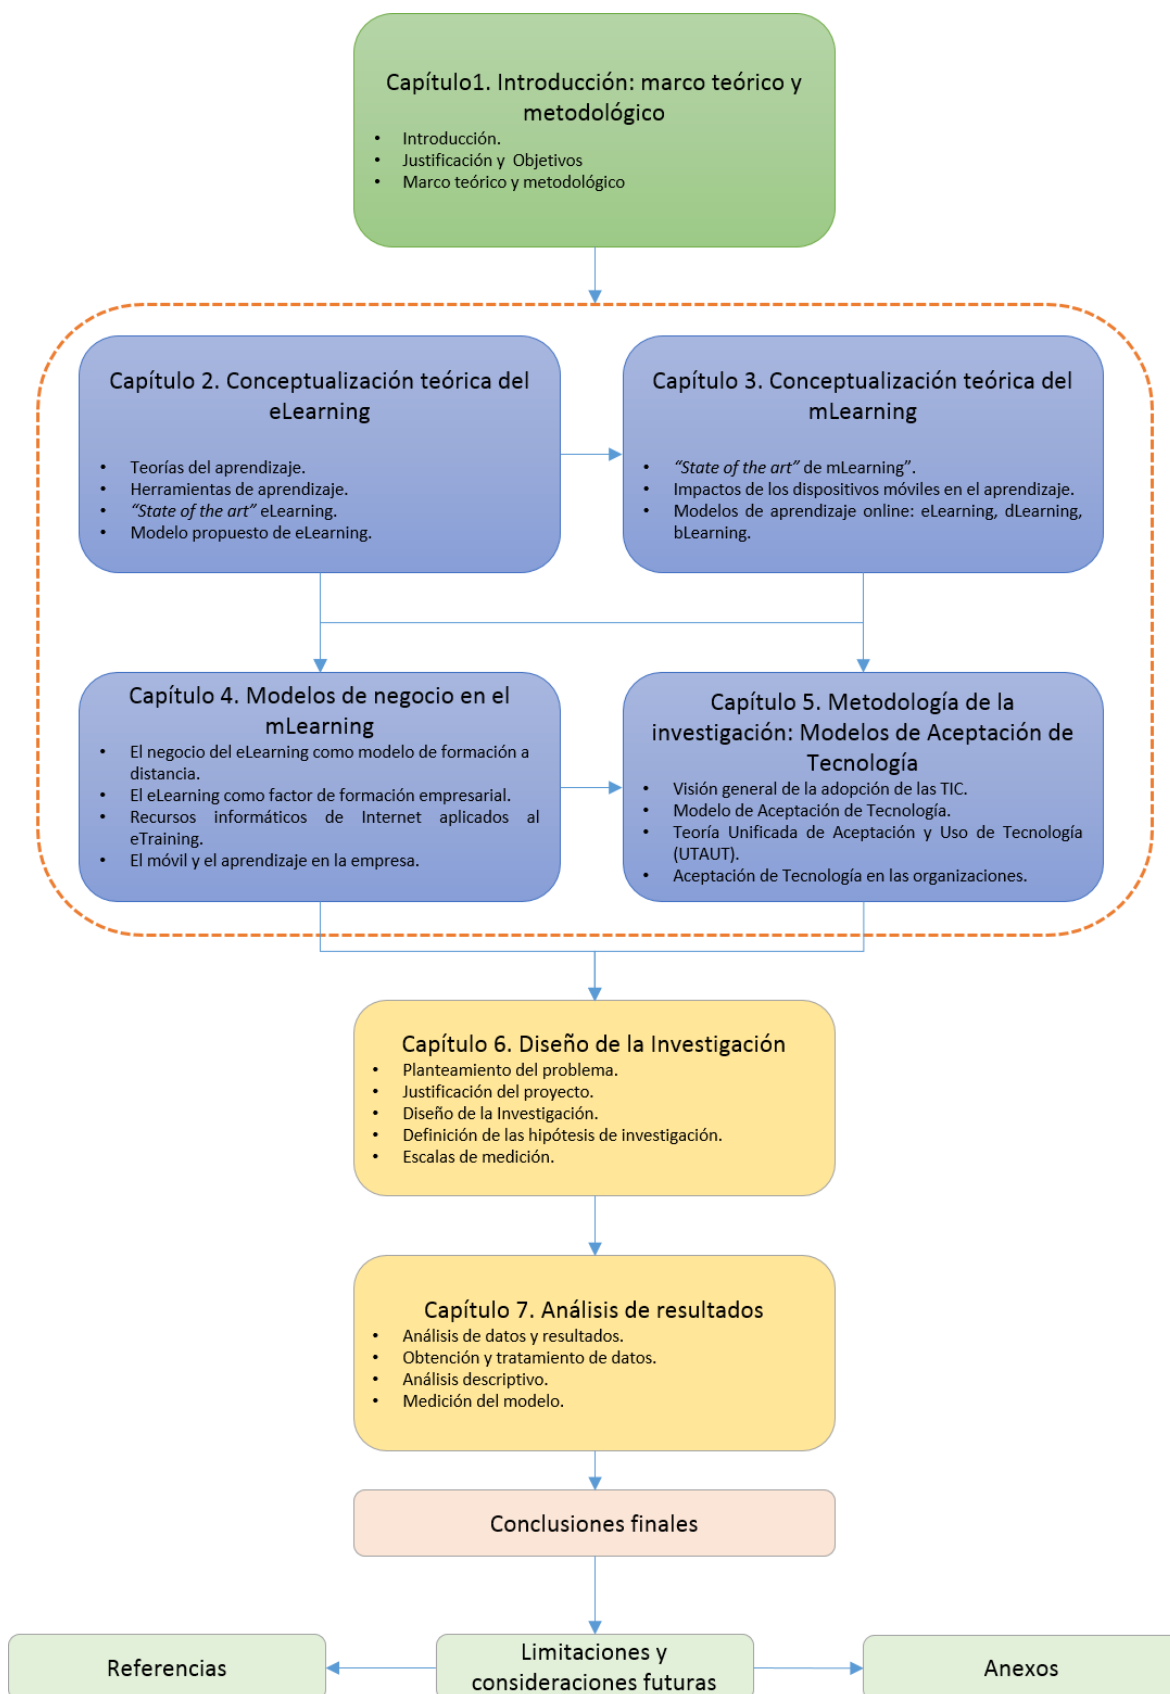 Capítulo1. Introducción: marco teórico y
metodológico
• Introducción.
• Justificación y Objetivos
• Marco teórico y metodológico
Capítulo 2. Conceptualización teórica del
eLearning
• Teorías del aprendizaje.
• Herramientas de aprendizaje.
• “State of the art” eLearning.
• Modelo propuesto de eLearning.
Capítulo 3. Conceptualización teórica del
mLearning
• “State of the art” de mLearning”.
• Impactos de los dispositivos móviles en el aprendizaje.
• Modelos de aprendizaje online: eLearning, dLearning,
bLearning.
Capítulo 4. Modelos de negocio en el
mLearning
• El negocio del eLearning como modelo de formación a
distancia.
• El eLearning como factor de formación empresarial.
• Recursos informáticos de Internet aplicados al
eTraining.
• El móvil y el aprendizaje en la empresa.
Capítulo 5. Metodología de la
investigación: Modelos de Aceptación de
Tecnología
• Visión general de la adopción de las TIC.
• Modelo de Aceptación de Tecnología.
• Teoría Unificada de Aceptación y Uso de Tecnología
(UTAUT).
• Aceptación de Tecnología en las organizaciones.
Capítulo 6. Diseño de la Investigación
• Planteamiento del problema.
• Justificación del proyecto.
• Diseño de la Investigación.
• Definición de las hipótesis de investigación.
• Escalas de medición.
Capítulo 7. Análisis de resultados
• Análisis de datos y resultados.
• Obtención y tratamiento de datos.
• Análisis descriptivo.
• Medición del modelo.
Conclusiones finales
Referencias
Limitaciones y
consideraciones futuras
Anexos